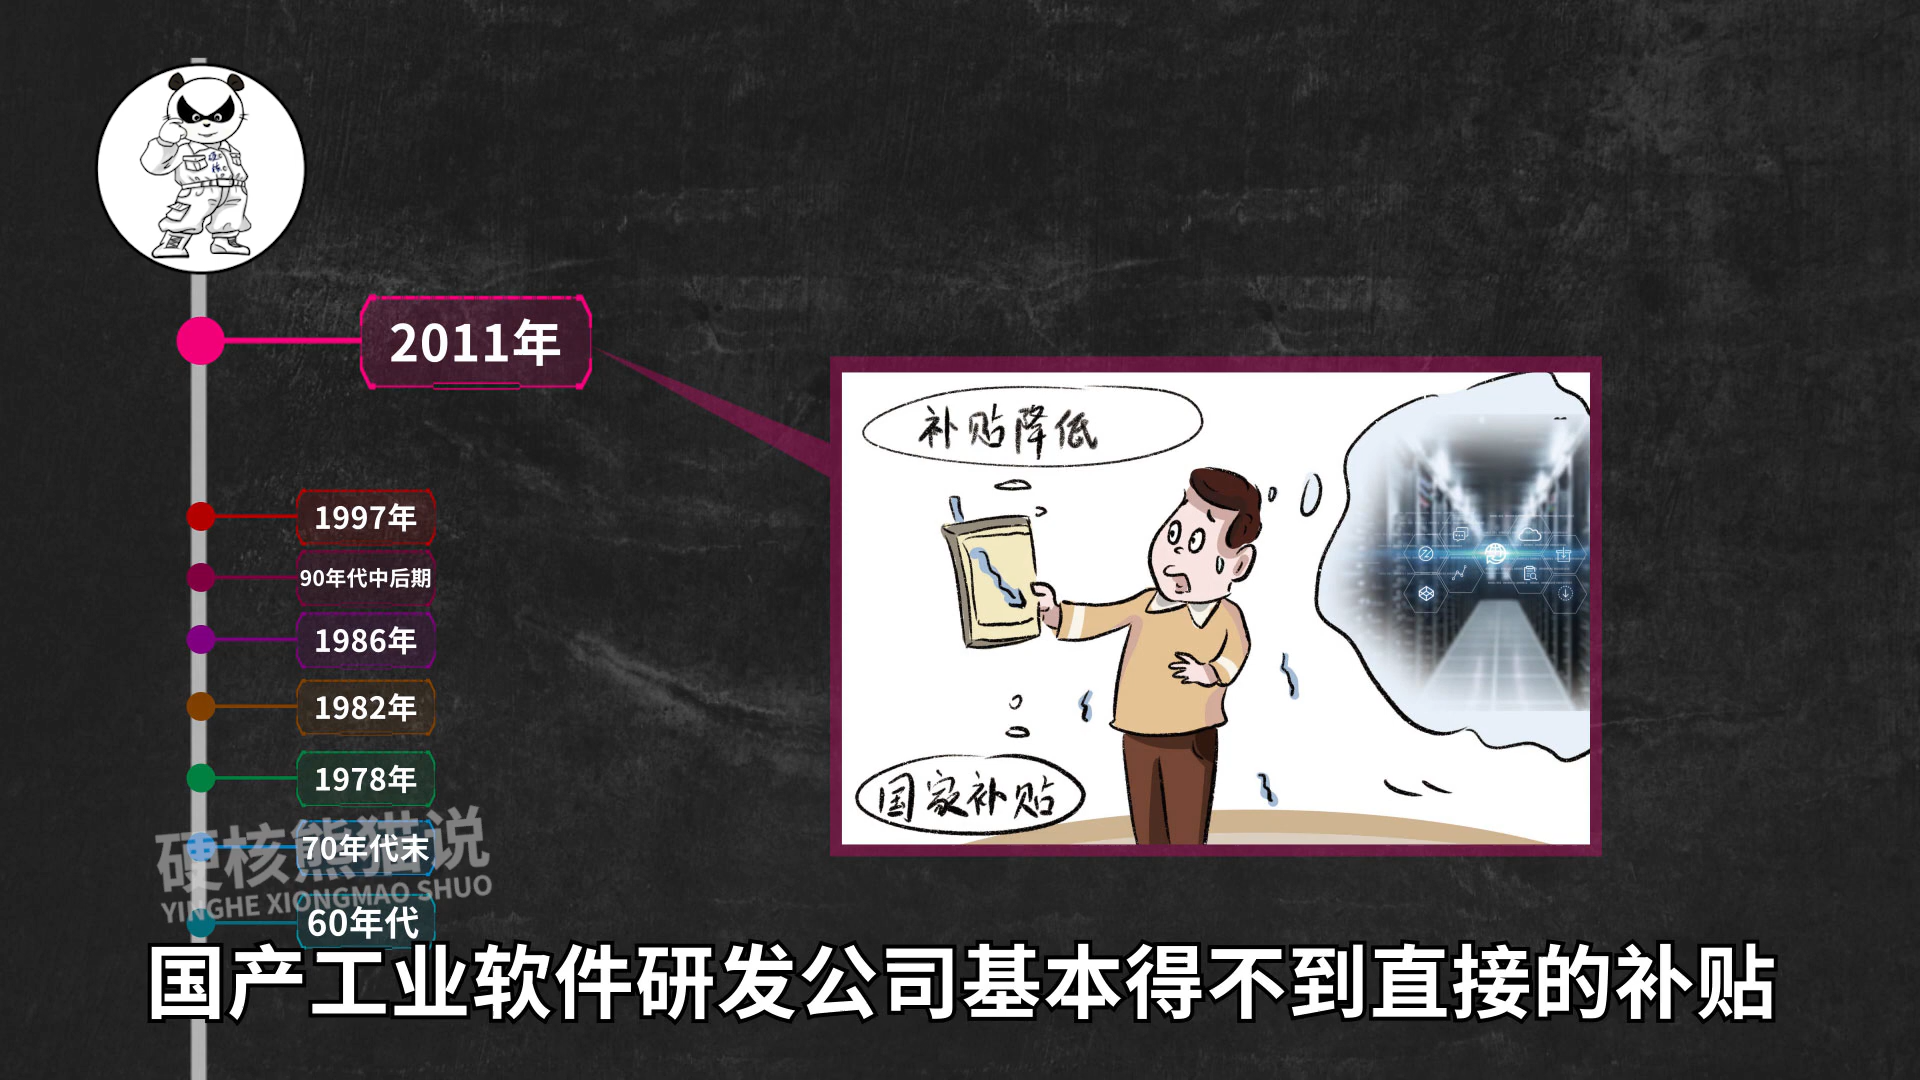 2011年
补贴降低
国家补贴
1997年
90年代中后期
1986年
1982年
1978年
70年代末
60年代
硬核熊猫说
YINGHE XIONGMAO SHUO
国产工业软件研发公司基本得不到直接的补贴